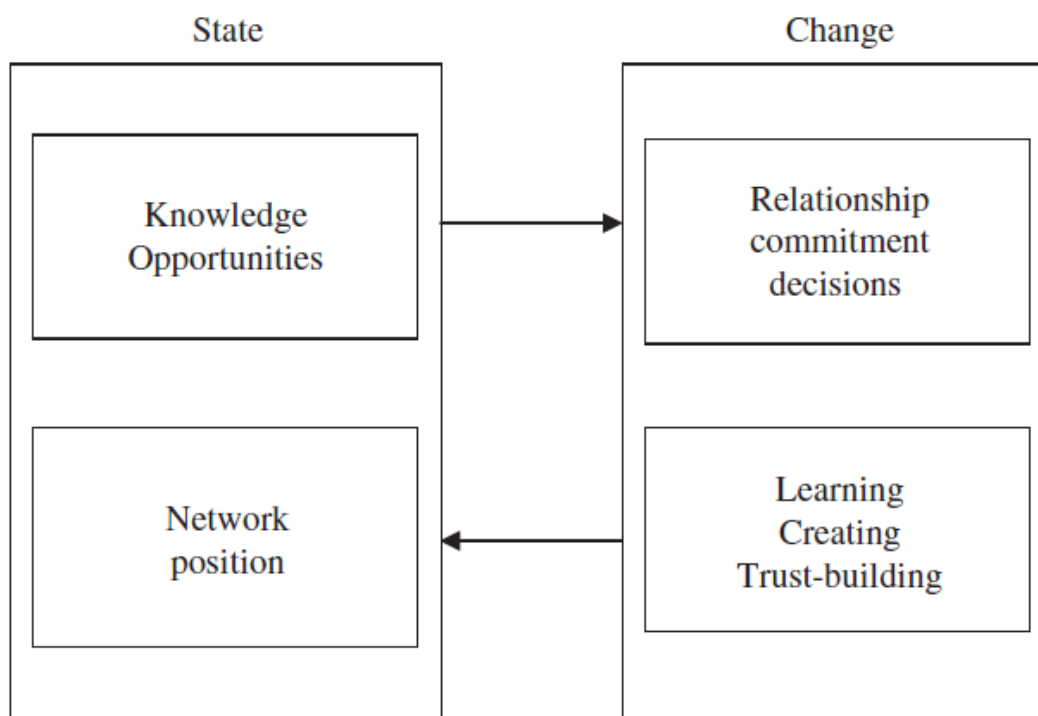 State
Change
Knowledge
Opportunities
Relationship
commitment
decisions
Network
position
Learning
Creating
Trust-building